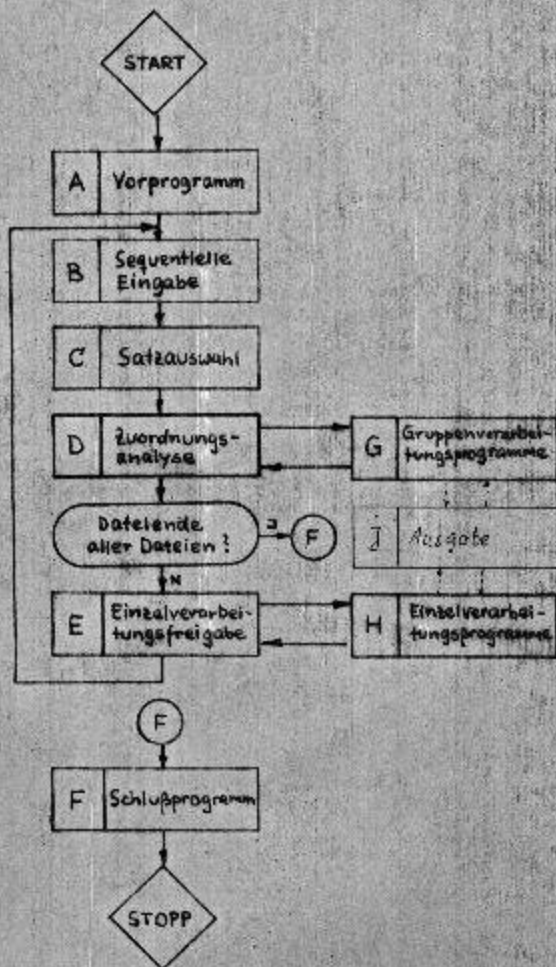 START
A Vorprogramm
B Sequentielle
Eingabe
C Satzauswahl
D Zuordnungs-
analyse
G Gruppenverarbei-
tungsprogramme
Dateiende
aller Dateien?
J
F
J Ausgabe
N
E Einzelverarbei-
tungsfreigabe
H Einzelverarbei-
tungsprogramme
F
F Schlußprogramm
STOPP